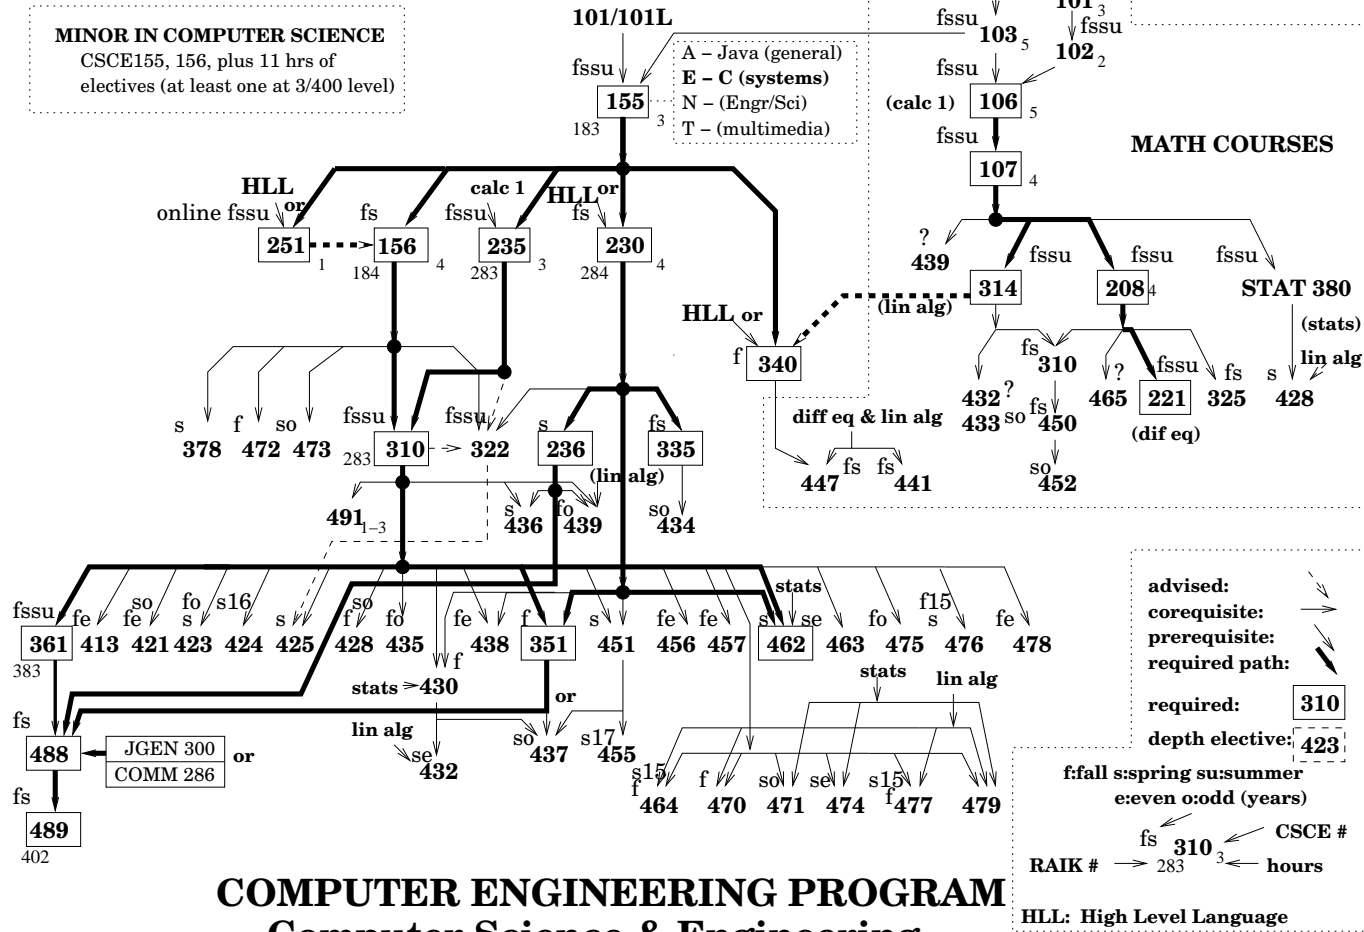 MINOR IN COMPUTER SCIENCE
CSCE155, 156, plus 11 hrs of
electives (at least one at 3/400 level)
101/101L
fssu
155
183
3
A – Java (general)
E – C (systems)
N – (Engr/Sci)
T – (multimedia)
fssu
103 5
101 3
fssu
102 2
fssu
(calc 1) 106 5
fssu
107 4
MATH COURSES
HLL or
online fssu
251 1
fs
156
184 4
calc 1
fssu
235
283 3
HLL or
fs
230
284 4
?
439
fssu
314
(lin alg)
fssu
208 4
fssu
STAT 380
(stats)
lin alg
HLL or
f
340
fs
310
432 ?
433 so
fs
450
so
452
?
465
fssu
221
(dif eq)
fs
325
s
428
s
378
f
472
so
473
fssu
310
283
fssu
322
s
236
(lin alg)
fs
335
diff eq & lin alg
fs
447
fs
441
491 1–3
s
436
fo
439
so
434
fssu
361
383
fe
413
so
fe
421
fo
s
423
s16
424
s
425
so
f
428
fo
435
fe
438
f
351
s
451
fe
456
fe
457
stats
s
462
se
463
fo
475
f15
s
476
fe
478
f
stats
430
or
lin alg
se
432
so
437
s17
455
stats
lin alg
s15
f
464
f
470
so
471
se
474
s15
f
477
479
fs
488
JGEN 300
COMM 286
or
fs
489
402
advised:
corequisite:
prerequisite:
required path:
required:
310
depth elective:
423
f:fall s:spring su:summer
e:even o:odd (years)
fs
310
283
3
CSCE #
RAIK #
hours
HLL: High Level Language
COMPUTER ENGINEERING PROGRAM
Computer Science & Engineering